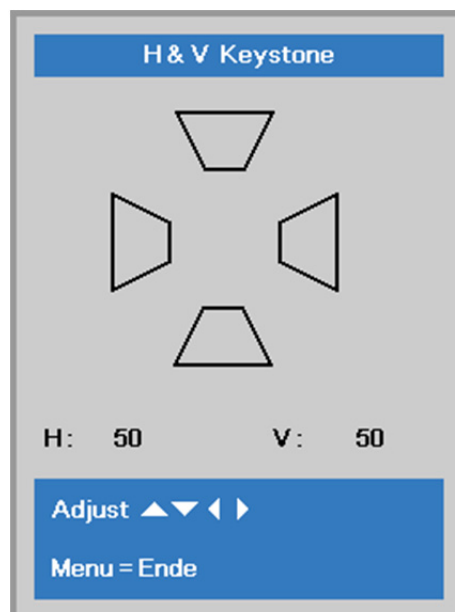 H & V Keystone
H: 50 V: 50
Adjust ▲▼◀▶
Menu = Ende